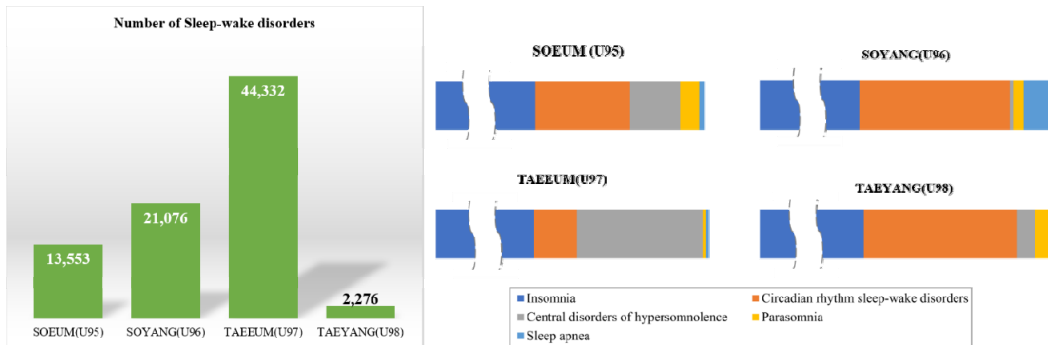 Number of Sleep-wake disorders
44,332
21,076
13,553
2,276
SOEUM(U95) SOYANG(U96) TAEEUM(U97) TAEYANG(U98)
SOEUM (U95)
SOYANG(U96)
TAEEUM(U97)
TAEYANG(U98)
Insomnia
Circadian rhythm sleep-wake disorders
Central disorders of hypersomnolence
Parasomnia
Sleep apnea